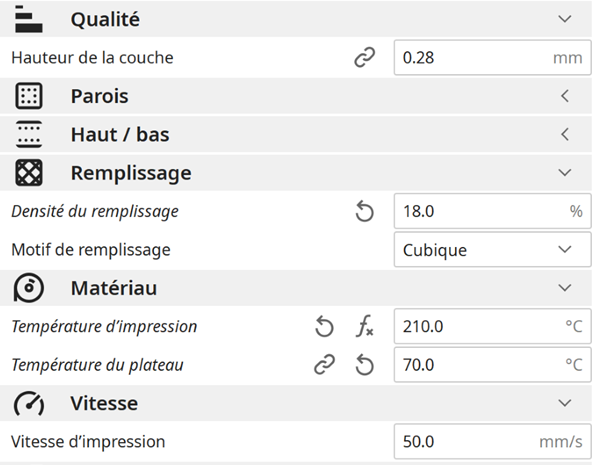 Qualité
Hauteur de la couche 0.28 mm
Parois
Haut / bas
Remplissage
Densité du remplissage 18.0 %
Motif de remplissage Cubique
Matériau
Température d’impression fx 210.0 °C
Température du plateau 70.0 °C
Vitesse
Vitesse d’impression 50.0 mm/s